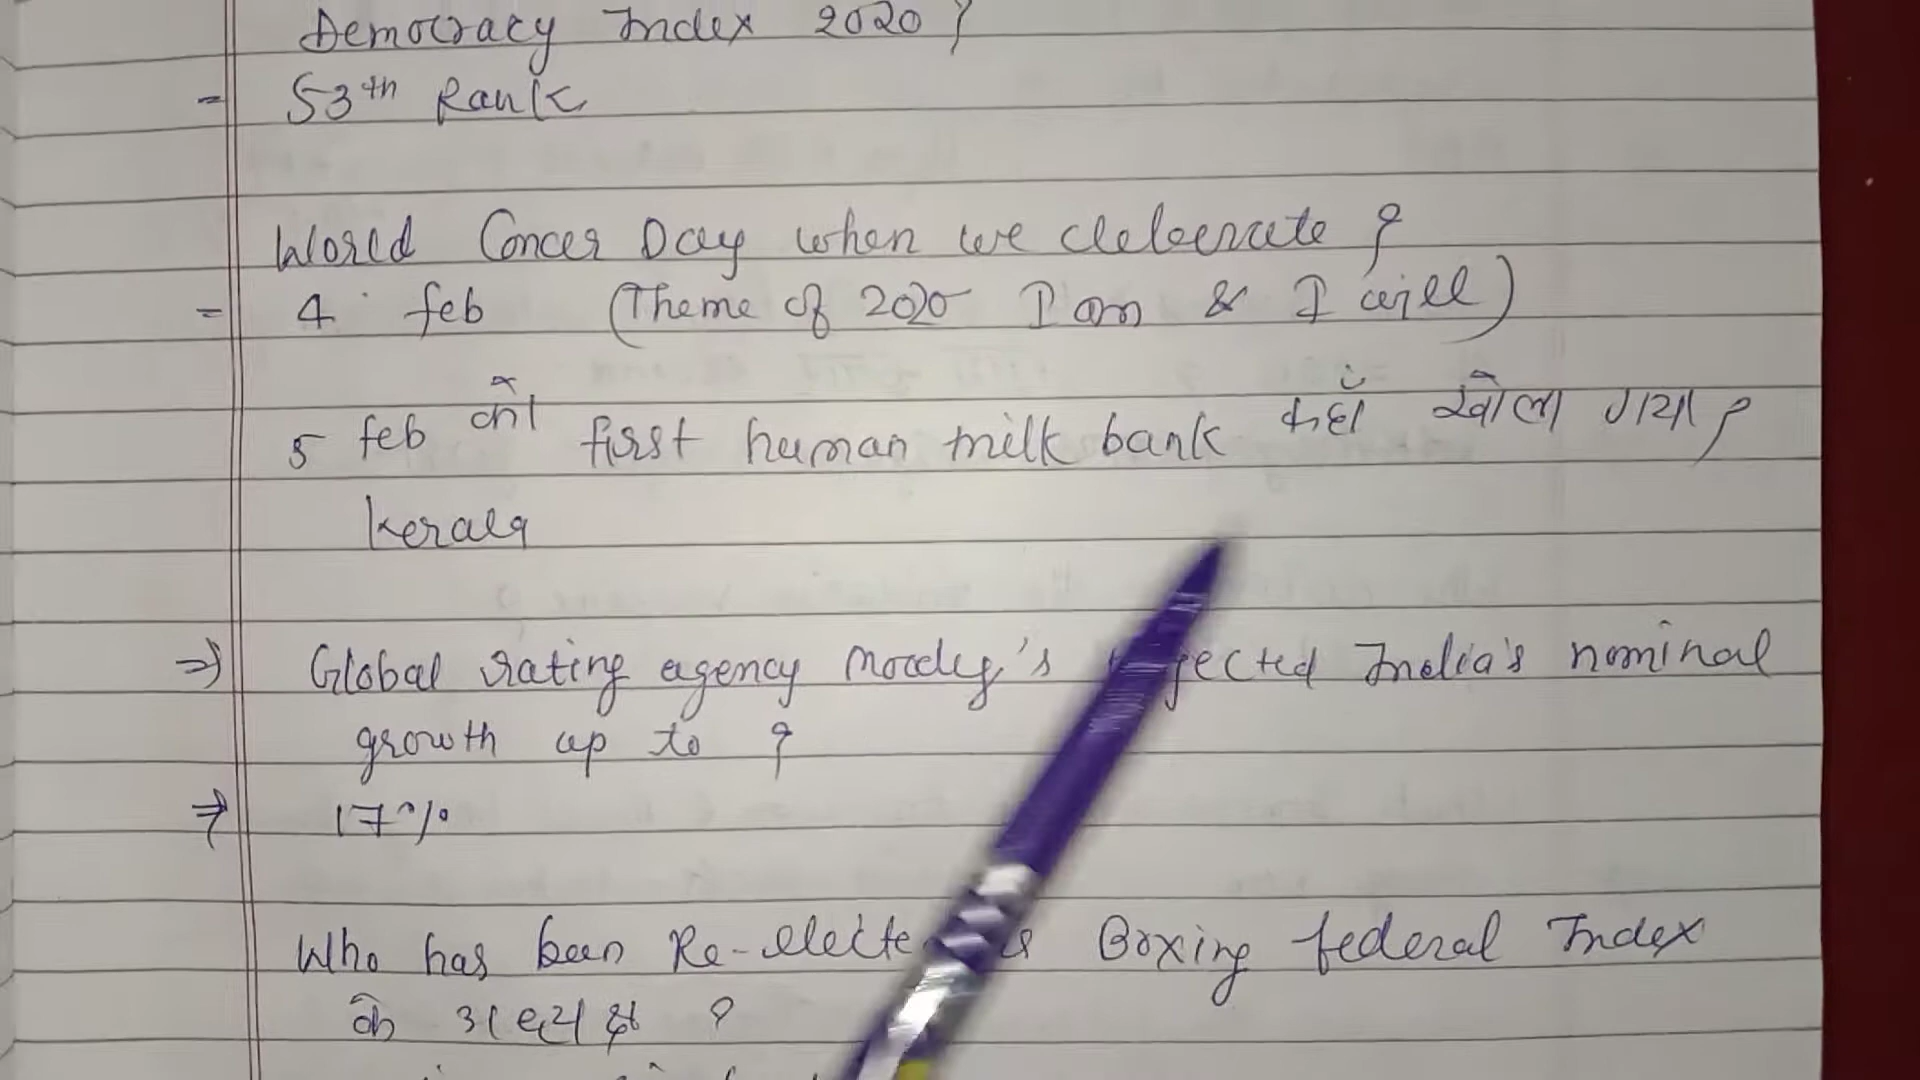 Democracy Index 2020?
- 53th Rank
World Cancer Day when we cleberate ?
= 4 feb (Theme of 2020 I am & I will)
5 feb को first human milk bank कहाँ खोला गया ?
Kerala
⇒ Global rating agency Moody's India's nominal
growth up to ?
⇒ 17%
Who has been Re-elected Boxing federal Index
के अध्यक्ष ?